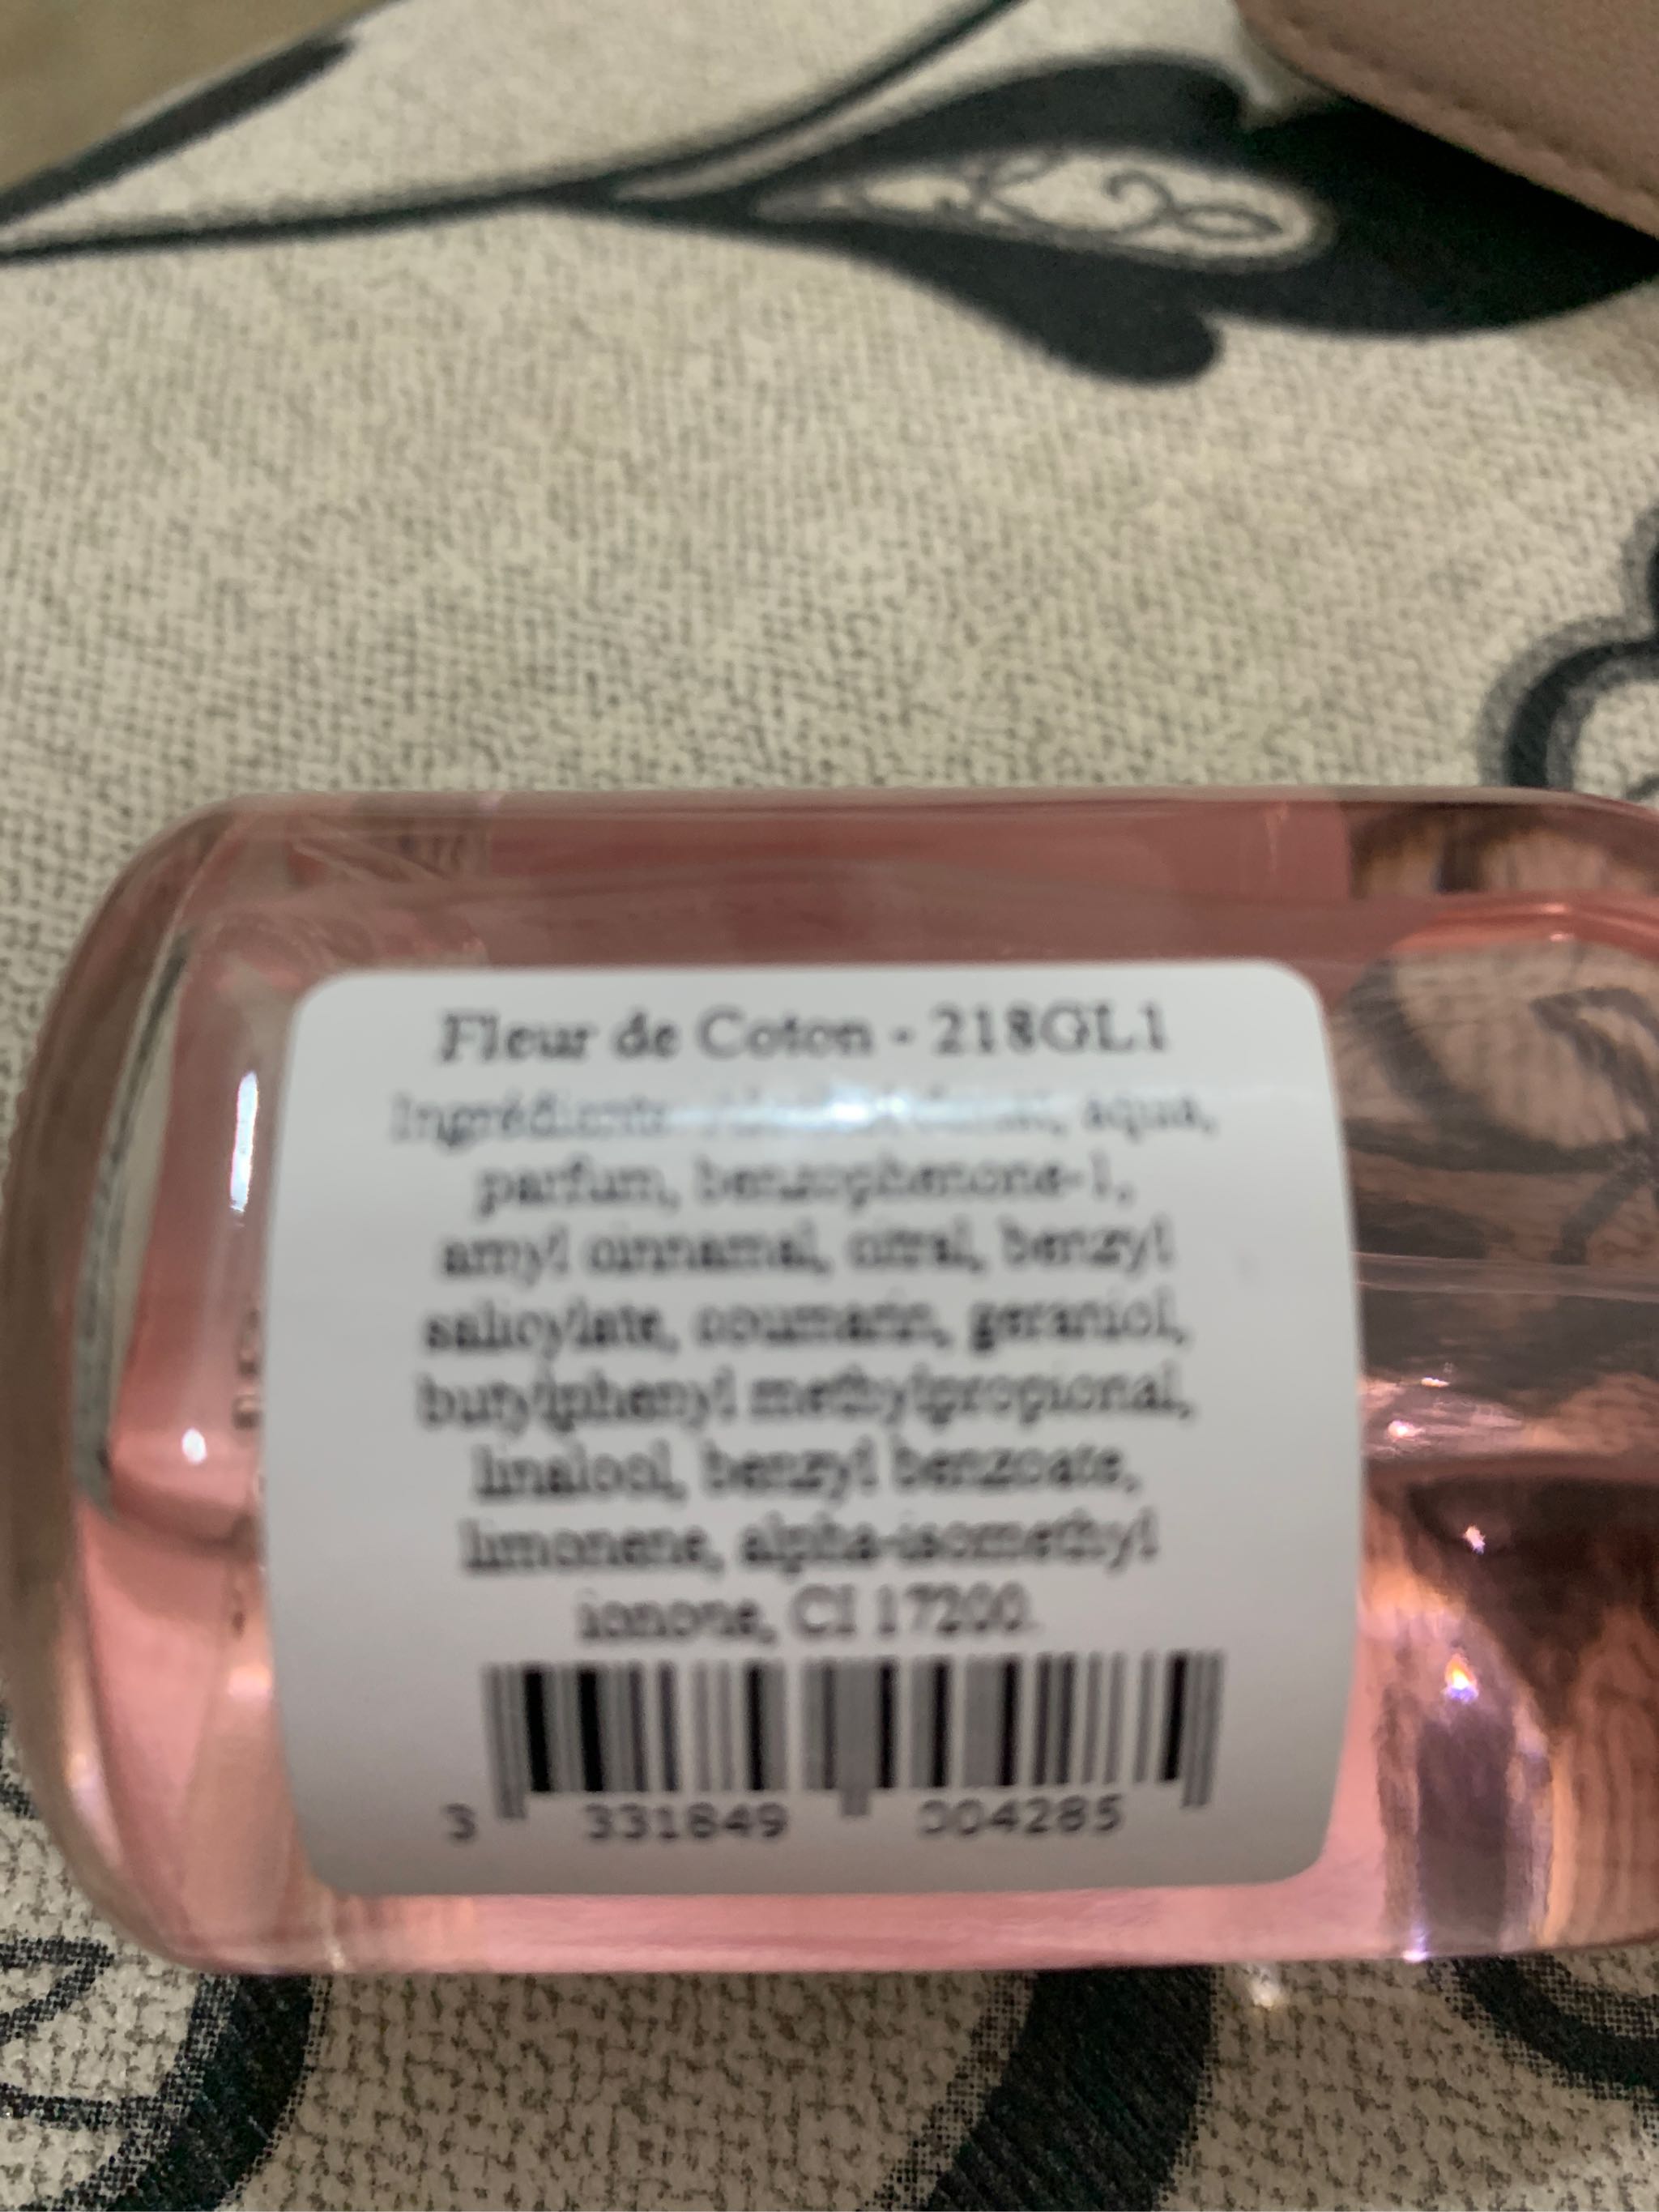 Fleur de Coton - 218GL1
Ingrédients aqua,
parfum, benzophenone-1,
amyl cinnamal, citral, benzyl
salicylate, coumarin, geraniol,
butylphenyl methylpropional,
linalool, benzyl benzoate,
limonene, alpha-isomethyl
ionone, CI 17200.
3 331849 004285